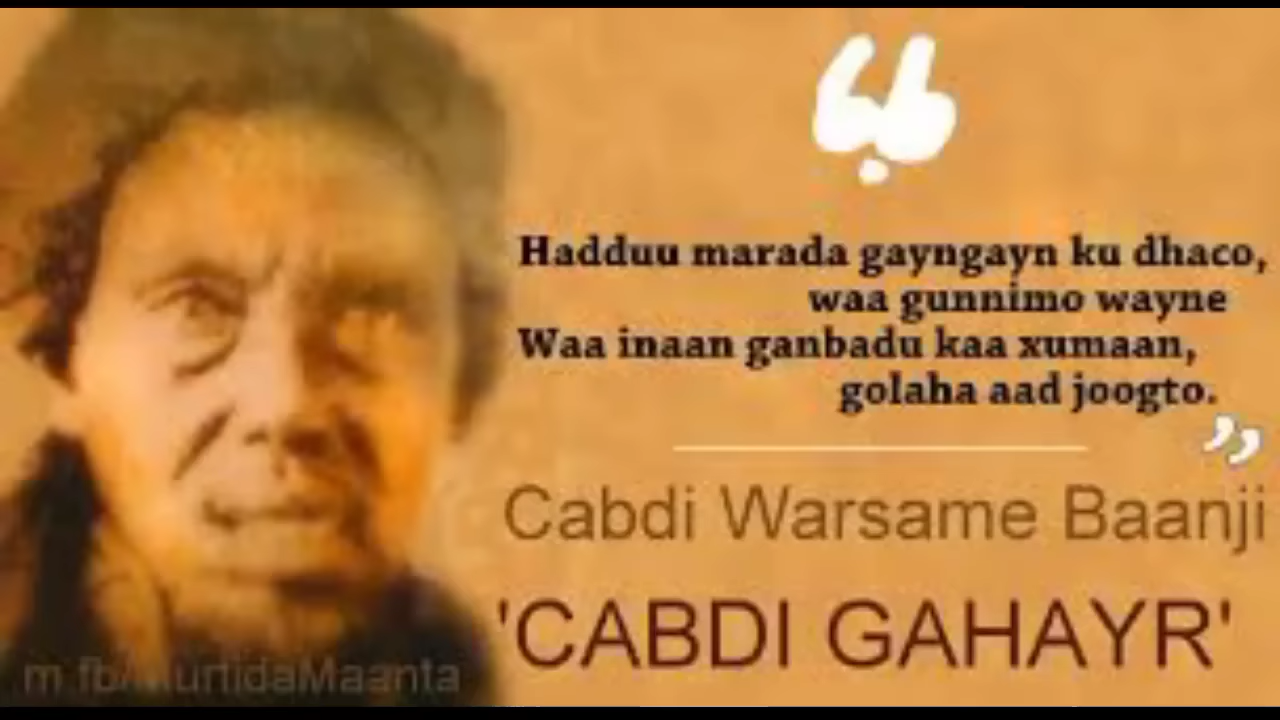 Hadduu marada gayngayn ku dhaco,
waa gunnimo wayne
Waa inaan ganbadu kaa xumaan,
golaha aad joogto.
Cabdi Warsame Baanji
'CABDI GAHAYR'
m.fb/